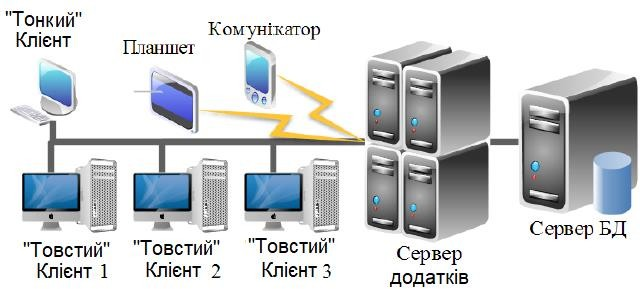 "Тонкий"
Клієнт
Планшет
Комунікатор
"Товстий"
Клієнт 1
"Товстий"
Клієнт 2
"Товстий"
Клієнт 3
Сервер
додатків
Сервер БД